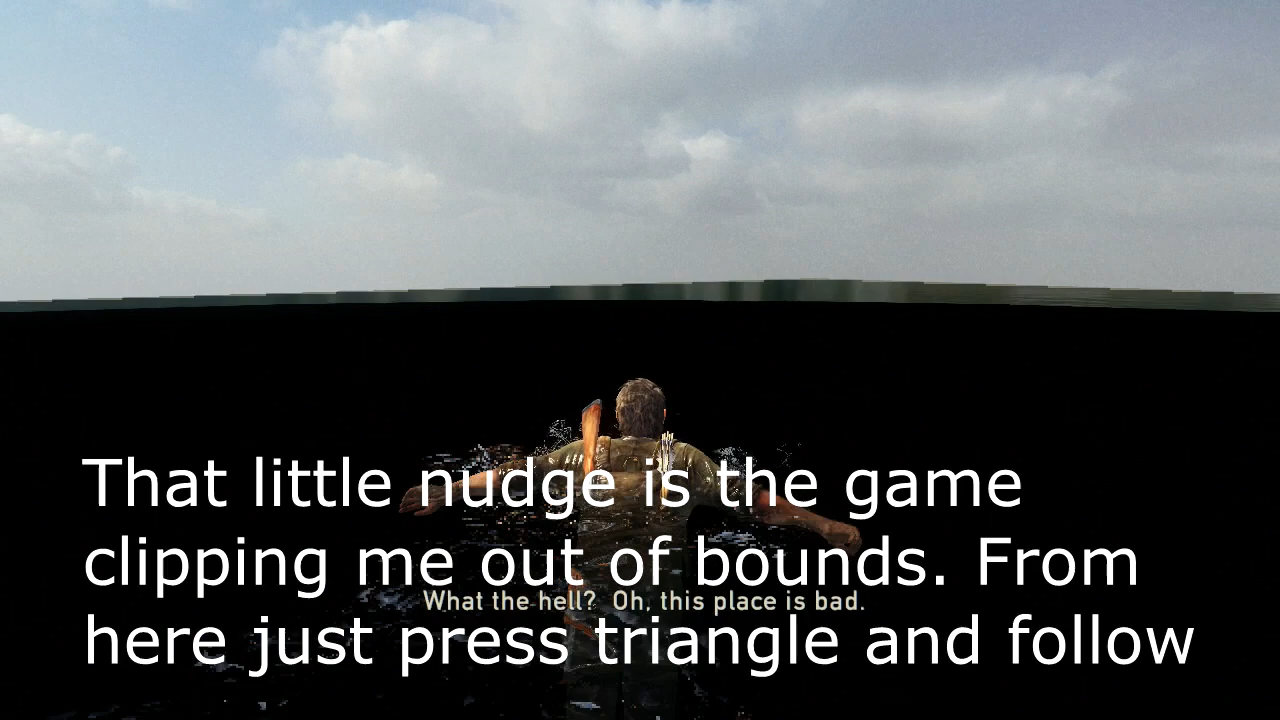 That little nudge is the game
clipping me out of bounds. From
What the hell? Oh, this place is bad.
here just press triangle and follow